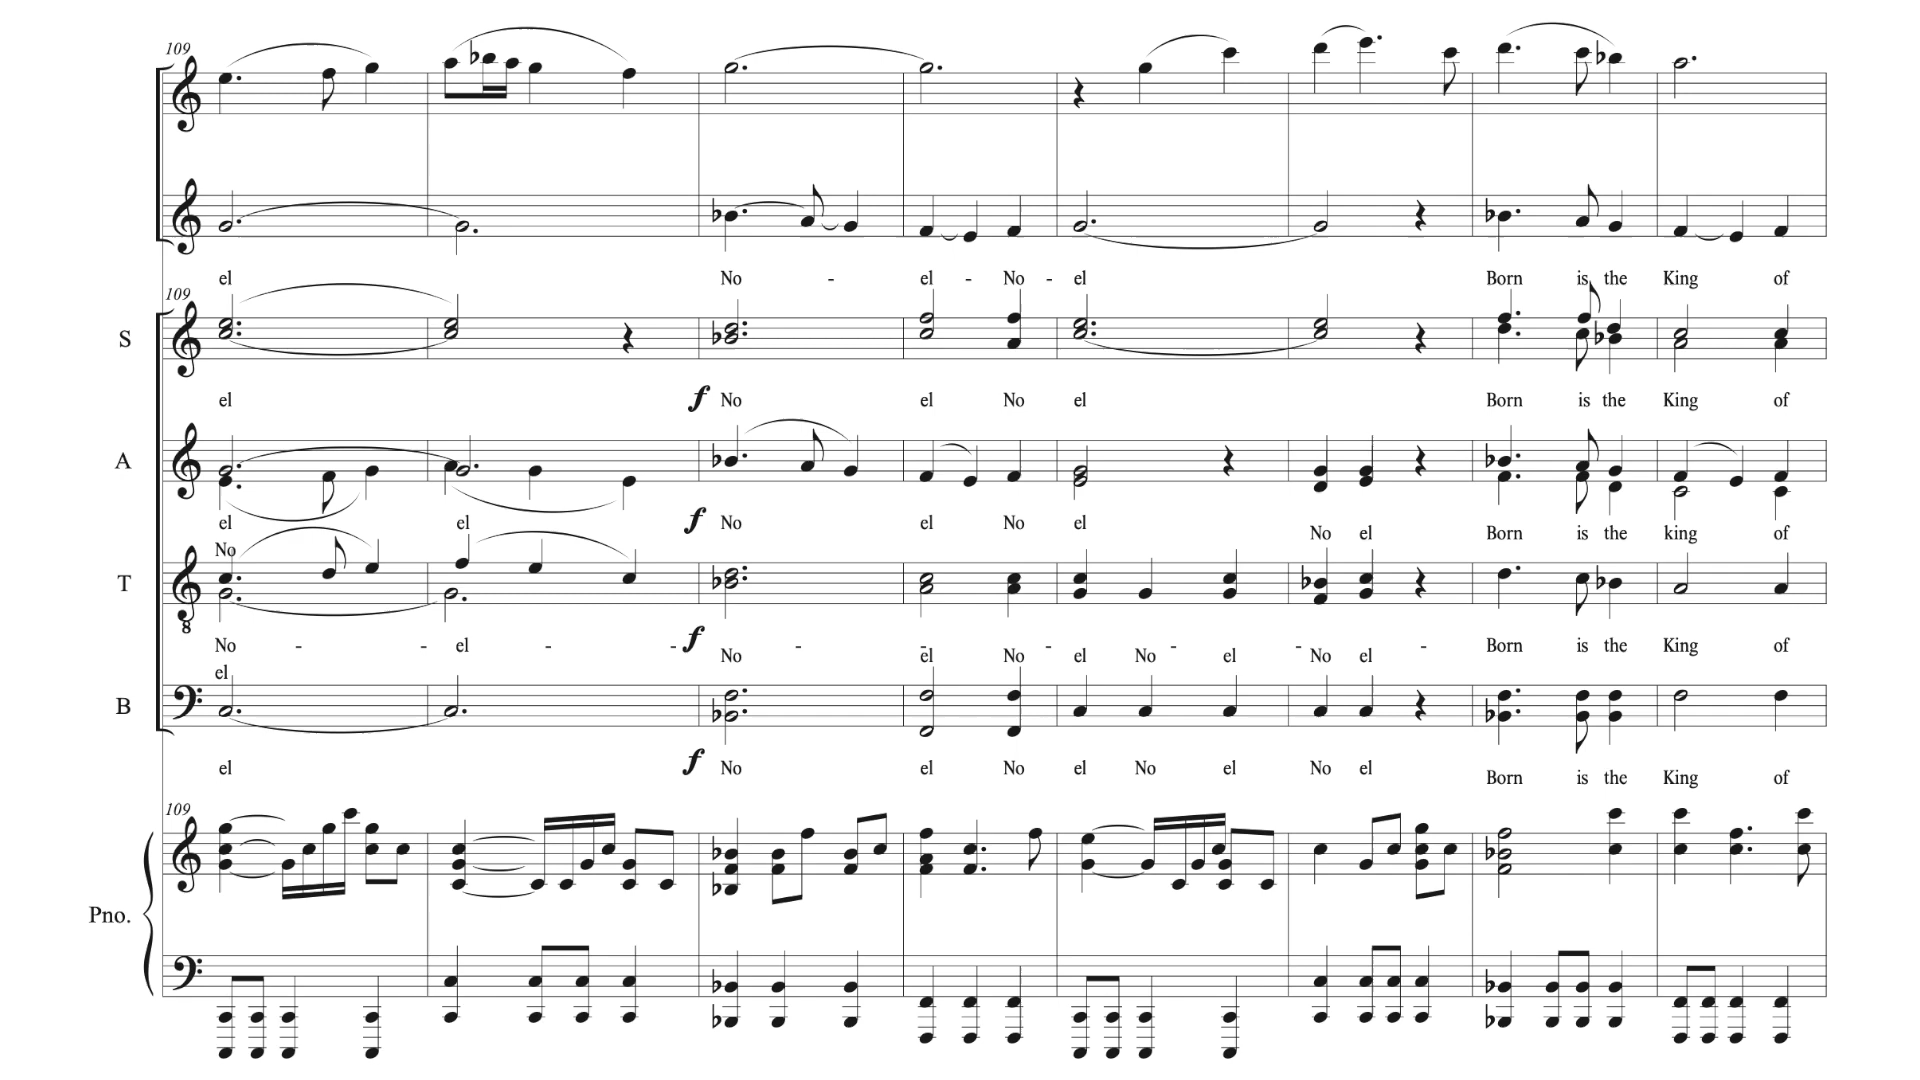 109
el No - el - No - el Born is the King of
109
S
el f No el No el Born is the King of
A
el el f No el No el No el Born is the king of
No
T
No - - el - - f No - - el No - el No - el - No el - Born is the King of
el
B
el f No el No el No el No el Born is the King of
109
Pno.